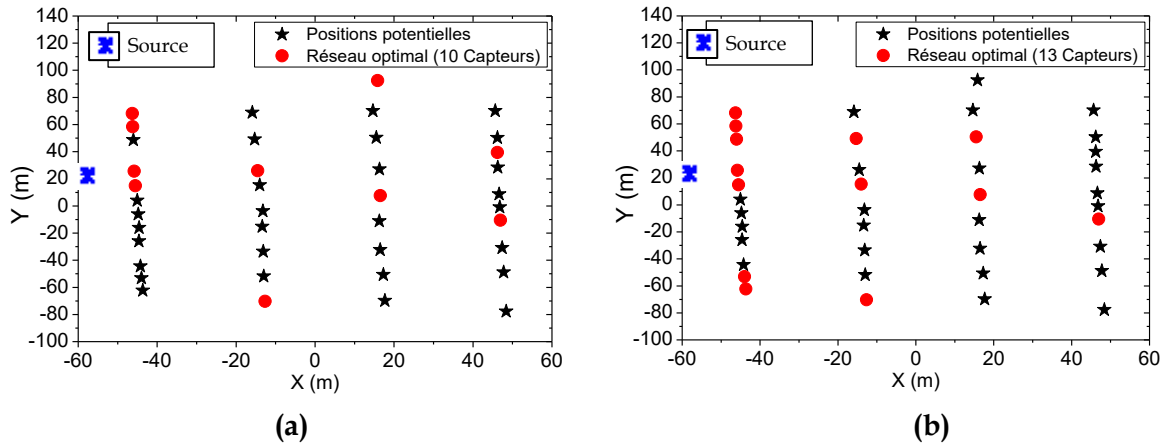 140
120
100
80
60
40
20
0
-20
-40
-60
-80
-100
Y (m)
-60 -40 -20 0 20 40 60
X (m)
Source
Positions potentielles
Réseau optimal (10 Capteurs)
(a)
140
120
100
80
60
40
20
0
-20
-40
-60
-80
-100
Y (m)
-60 -40 -20 0 20 40 60
X (m)
Source
Positions potentielles
Réseau optimal (13 Capteurs)
(b)